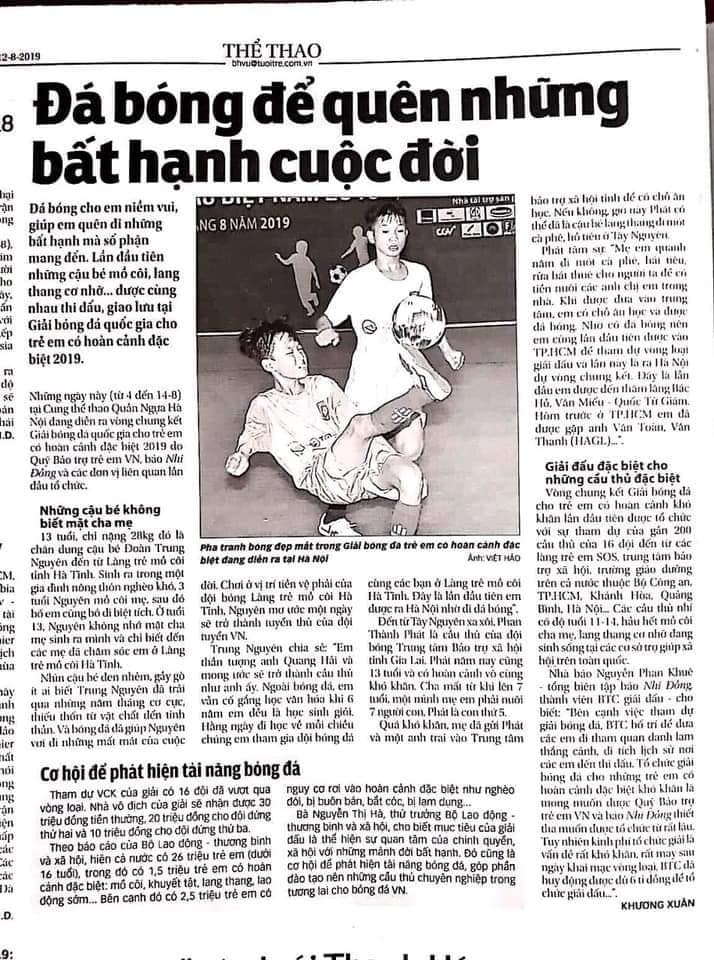 12-8-2019
THỂ THAO
bhvu@tuoitre.com.vn
Đá bóng để quên những
bất hạnh cuộc đời
Đá bóng cho em niềm vui,
giúp em quên đi những
bất hạnh mà số phận
mang đến. Lần đầu tiên
những cậu bé mồ côi, lang
thang cơ nhỡ... được cùng
nhau thi đấu, giao lưu tại
Giải bóng đá quốc gia cho
trẻ em có hoàn cảnh đặc
biệt 2019.
Những ngày này (từ 4 đến 14-8)
tại Cung thể thao Quần Ngựa Hà
Nội đang diễn ra vòng chung kết
Giải bóng đá quốc gia cho trẻ em
có hoàn cảnh đặc biệt 2019 do
Quỹ Bảo trợ trẻ em VN, báo Nhi
Đồng và các đơn vị liên quan lần
đầu tổ chức.
Những cậu bé không
biết mặt cha mẹ
13 tuổi, chỉ nặng 28kg đó là
chân dung cậu bé Đoàn Trung
Nguyên đến từ Làng trẻ mồ côi
tỉnh Hà Tĩnh. Sinh ra trong một
gia đình nông thôn nghèo khó, 3
tuổi Nguyên mồ côi mẹ, sau đó
bố em cũng bỏ đi biệt tích. Ở tuổi
13, Nguyên không nhớ mặt cha
mẹ sinh ra mình và chỉ biết đến
các mẹ đã chăm sóc em ở Làng
trẻ mồ côi Hà Tĩnh.
Nhìn cậu bé đen nhẻm, gầy gò
ít ai biết Trung Nguyên đã trải
qua những năm tháng cơ cực,
thiếu thốn từ vật chất đến tinh
thần. Và bóng đá đã giúp Nguyên
vơi đi những mất mát của cuộc
AU BIỆT NAM 2019
ÁNG 8 NĂM 2019
Nhà tài trợ sản p
CGV
Pha tranh bóng đẹp mắt trong Giải bóng đá trẻ em có hoàn cảnh đặc
biệt đang diễn ra tại Hà Nội
Ảnh: VIỆT HẢO
đời. Chơi ở vị trí tiền vệ phải của
đội bóng Làng trẻ mồ côi Hà
Tĩnh, Nguyên mơ ước một ngày
sẽ trở thành tuyển thủ của đội
tuyển VN.
Trung Nguyên chia sẻ: "Em
thần tượng anh Quang Hải và
mong ước sẽ trở thành cầu thủ
như anh ấy. Ngoài bóng đá, em
vẫn cố gắng học văn hóa khi 6
năm em đều là học sinh giỏi.
Hằng ngày đi học về mỗi chiều
chúng em tham gia đội bóng đá
cùng các bạn ở Làng trẻ mồ côi
Hà Tĩnh. Đây là lần đầu tiên em
được ra Hà Nội nhờ đi đá bóng".
Đến từ Tây Nguyên xa xôi, Phan
Thành Phát là cầu thủ của đội
bóng Trung tâm Bảo trợ xã hội
tỉnh Gia Lai. Phát năm nay cũng
13 tuổi và có hoàn cảnh vô cùng
khó khăn. Cha mất từ khi lên 7
tuổi, một mình mẹ em phải nuôi
7 người con, Phát là con thứ 5.
Quá khó khăn, mẹ đã gửi Phát
và một anh trai vào Trung tâm
bảo trợ xã hội tỉnh để có chỗ ăn
học. Nếu không, giờ này Phát có
thể đã là cậu bé lang thang đi mót
cà phê, hồ tiêu ở Tây Nguyên.
Phát tâm sự: "Mẹ em quanh
năm đi mót cà phê, hái tiêu,
rửa bát thuê cho người ta để có
tiền nuôi các anh chị em trong
nhà. Khi được đưa vào trung
tâm, em có chỗ ăn học và được
đá bóng. Nhờ có đá bóng nên
em cũng lần đầu tiên được vào
TP.HCM để tham dự vòng loại
giải đấu và lần này là ra Hà Nội
dự vòng chung kết. Đây là lần
đầu em được đến thăm lăng Bác
Hồ, Văn Miếu - Quốc Tử Giám.
Hôm trước ở TP.HCM em đã
được gặp anh Văn Toàn, Văn
Thanh (HAGL)...".
Giải đấu đặc biệt cho
những cầu thủ đặc biệt
Vòng chung kết Giải bóng đá
cho trẻ em có hoàn cảnh khó
khăn lần đầu tiên được tổ chức
với sự tham dự của gần 200
cầu thủ của 16 đội đến từ các
làng trẻ em SOS, trung tâm bảo
trợ xã hội, trường giáo dưỡng
trên cả nước thuộc Bộ Công an,
TP.HCM, Khánh Hòa, Quảng
Bình, Hà Nội... Các cầu thủ nhí
có độ tuổi 11-14, hầu hết mồ côi
cha mẹ, lang thang cơ nhỡ đang
sinh sống tại các cơ sở trợ giúp xã
hội trên toàn quốc.
Nhà báo Nguyễn Phan Khuê
- tổng biên tập báo Nhi Đồng,
thành viên BTC giải đấu - cho
biết: "Bên cạnh việc tham dự
giải bóng đá, BTC bố trí để đưa
các em đi tham quan danh lam
thắng cảnh, di tích lịch sử nơi
các em đến thi đấu. Tổ chức giải
bóng đá cho những trẻ em có
hoàn cảnh đặc biệt khó khăn là
mong muốn được Quỹ Bảo trợ
trẻ em VN và báo Nhi Đồng thiết
tha muốn được tổ chức từ rất lâu.
Tuy nhiên kinh phí tổ chức giải là
vấn đề rất khó khăn, rất may sau
ngày khai mạc vòng loại, BTC đã
huy động được đủ 6 tỉ đồng để tổ
chức giải đấu...".
KHƯƠNG XUÂN
Cơ hội để phát hiện tài năng bóng đá
Tham dự VCK của giải có 16 đội đã vượt qua
vòng loại. Nhà vô địch của giải sẽ nhận được 30
triệu đồng tiền thưởng, 20 triệu đồng cho đội đứng
thứ hai và 10 triệu đồng cho đội đứng thứ ba.
Theo báo cáo của Bộ Lao động - thương binh
và xã hội, hiện cả nước có 26 triệu trẻ em (dưới
16 tuổi), trong đó có 1,5 triệu trẻ em có hoàn
cảnh đặc biệt: mồ côi, khuyết tật, lang thang, lao
động sớm... Bên cạnh đó có 2,5 triệu trẻ em có
nguy cơ rơi vào hoàn cảnh đặc biệt như nghèo
đói, bị buôn bán, bắt cóc, bị lạm dụng...
Bà Nguyễn Thị Hà, thứ trưởng Bộ Lao động -
thương binh và xã hội, cho biết mục tiêu của giải
đấu là thể hiện sự quan tâm của chính quyền,
xã hội với những mảnh đời bất hạnh. Đó cũng là
cơ hội để phát hiện tài năng bóng đá, góp phần
đào tạo nên những cầu thủ chuyên nghiệp trong
tương lai cho bóng đá VN.